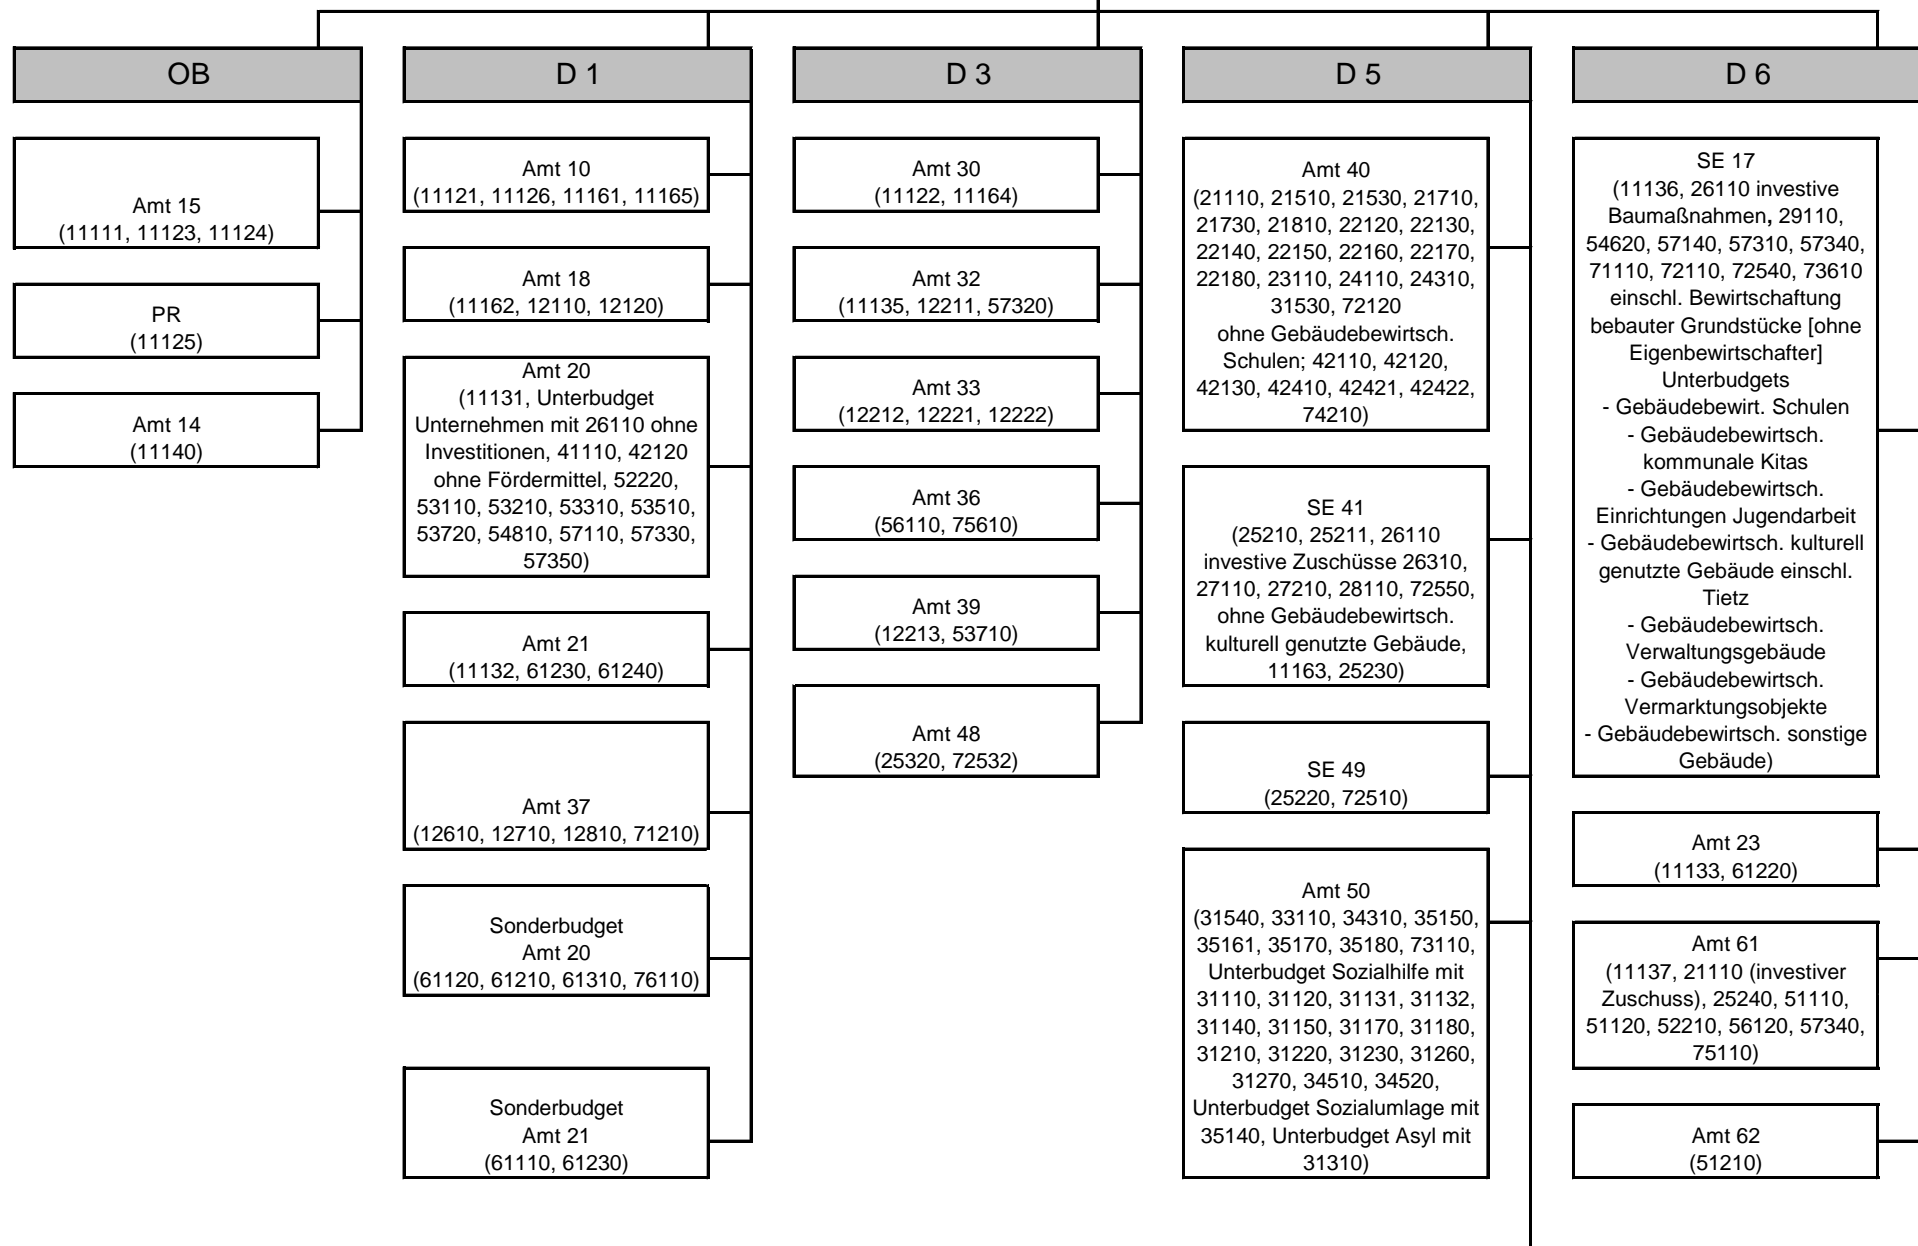 OB
Amt 15
(11111, 11123, 11124)
PR
(11125)
Amt 14
(11140)
D 1
Amt 10
(11121, 11126, 11161, 11165)
Amt 18
(11162, 12110, 12120)
Amt 20
(11131, Unterbudget
Unternehmen mit 26110 ohne
Investitionen, 41110, 42120
ohne Fördermittel, 52220,
53110, 53210, 53310, 53510,
53720, 54810, 57110, 57330,
57350)
Amt 21
(11132, 61230, 61240)
Amt 37
(12610, 12710, 12810, 71210)
Sonderbudget
Amt 20
(61120, 61210, 61310, 76110)
Sonderbudget
Amt 21
(61110, 61230)
D 3
Amt 30
(11122, 11164)
Amt 32
(11135, 12211, 57320)
Amt 33
(12212, 12221, 12222)
Amt 36
(56110, 75610)
Amt 39
(12213, 53710)
Amt 48
(25320, 72532)
D 5
Amt 40
(21110, 21510, 21530, 21710,
21730, 21810, 22120, 22130,
22140, 22150, 22160, 22170,
22180, 23110, 24110, 24310,
31530, 72120
ohne Gebäudebewirtsch.
Schulen; 42110, 42120,
42130, 42410, 42421, 42422,
74210)
SE 41
(25210, 25211, 26110
investive Zuschüsse 26310,
27110, 27210, 28110, 72550,
ohne Gebäudebewirtsch.
kulturell genutzte Gebäude,
11163, 25230)
SE 49
(25220, 72510)
Amt 50
(31540, 33110, 34310, 35150,
35161, 35170, 35180, 73110,
Unterbudget Sozialhilfe mit
31110, 31120, 31131, 31132,
31140, 31150, 31170, 31180,
31210, 31220, 31230, 31260,
31270, 34510, 34520,
Unterbudget Sozialumlage mit
35140, Unterbudget Asyl mit
31310)
D 6
SE 17
(11136, 26110 investive
Baumaßnahmen, 29110,
54620, 57140, 57310, 57340,
71110, 72110, 72540, 73610
einschl. Bewirtschaftung
bebauter Grundstücke [ohne
Eigenbewirtschafter]
Unterbudgets
- Gebäudebewirt. Schulen
- Gebäudebewirtsch.
kommunale Kitas
- Gebäudebewirtsch.
Einrichtungen Jugendarbeit
- Gebäudebewirtsch. kulturell
genutzte Gebäude einschl.
Tietz
- Gebäudebewirtsch.
Verwaltungsgebäude
- Gebäudebewirtsch.
Vermarktungsobjekte
- Gebäudebewirtsch. sonstige
Gebäude)
Amt 23
(11133, 61220)
Amt 61
(11137, 21110 (investiver
Zuschuss), 25240, 51110,
51120, 52210, 56120, 57340,
75110)
Amt 62
(51210)